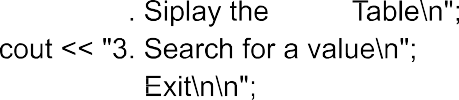 . Siplay the Table\n";
cout << "3. Search for a value\n";
Exit\n\n";